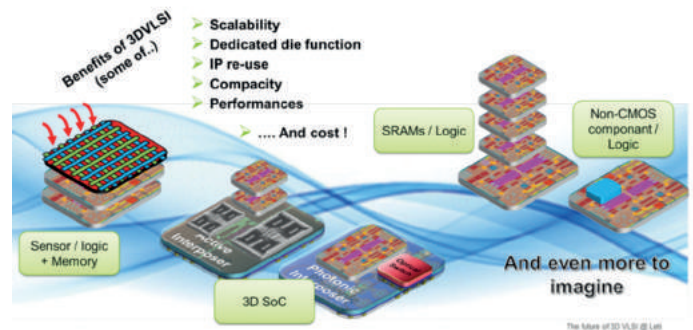 Benefits of 3DVLSI
(some of..)
Scalability
Dedicated die function
IP re-use
Compacity
Performances
.... And cost !
SRAMs / Logic
Non-CMOS
componant /
Logic
Sensor / logic
+ Memory
Active
Interposer
3D SoC
Photonic
Interposer
And even more to
imagine
The future of 3D VLSI @ Leti